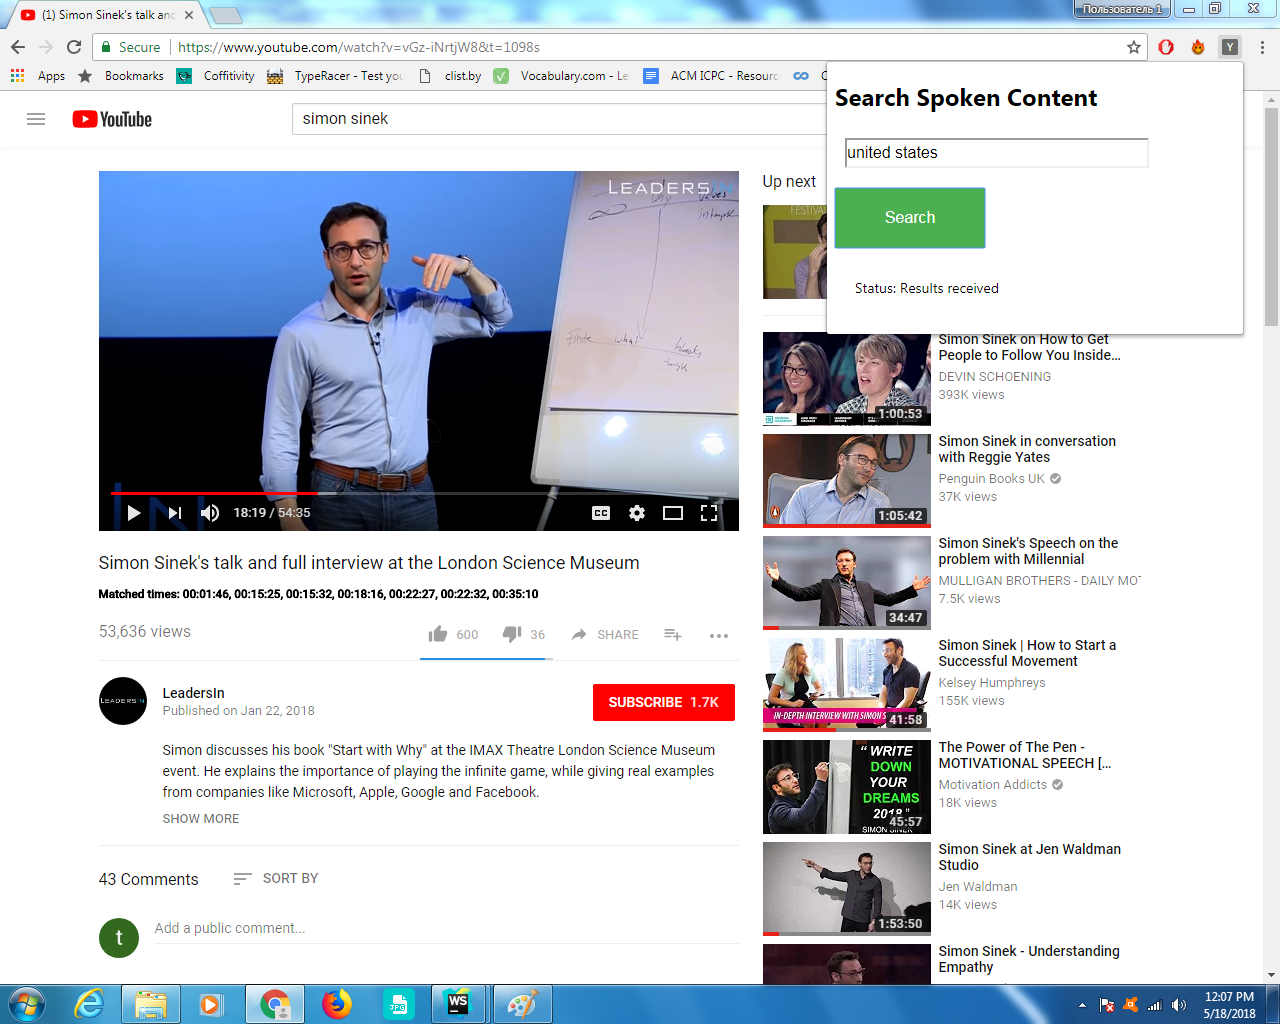 (1) Simon Sinek's talk and
Пользователь 1
Secure
https://www.youtube.com/watch?v=vGz-iNrtjW8&t=1098s
Apps
Bookmarks
Coffitivity
TypeRacer - Test you
clist.by
Vocabulary.com - Le
ACM ICPC - Resourc
YouTube
simon sinek
Search Spoken Content
united states
Search
Status: Results received
LEADERSIN
Up next
FESTIVAL
18:19 / 54:35
Simon Sinek's talk and full interview at the London Science Museum
Matched times: 00:01:46, 00:15:25, 00:15:32, 00:18:16, 00:22:27, 00:22:32, 00:35:10
53,636 views
600
36
SHARE
LEADERSIN
LeadersIn
Published on Jan 22, 2018
SUBSCRIBE 1.7K
Simon discusses his book "Start with Why" at the IMAX Theatre London Science Museum
event. He explains the importance of playing the infinite game, while giving real examples
from companies like Microsoft, Apple, Google and Facebook.
SHOW MORE
43 Comments
SORT BY
t
Add a public comment...
Simon Sinek on How to Get
People to Follow You Inside...
DEVIN SCHOENING
393K views
1:00:53
Simon Sinek in conversation
with Reggie Yates
Penguin Books UK
37K views
1:05:42
Simon Sinek's Speech on the
problem with Millennial
MULLIGAN BROTHERS - DAILY MOT
7.5K views
34:47
Simon Sinek | How to Start a
Successful Movement
Kelsey Humphreys
155K views
IN-DEPTH INTERVIEW WITH SIMON S
41:58
The Power of The Pen -
MOTIVATIONAL SPEECH [...
Motivation Addicts
18K views
“ WRITE
DOWN
YOUR
DREAMS
2018 ”
SIMON SINEK
45:57
Simon Sinek at Jen Waldman
Studio
Jen Waldman
14K views
1:53:50
Simon Sinek - Understanding
Empathy
JPG
WS
12:07 PM
5/18/2018